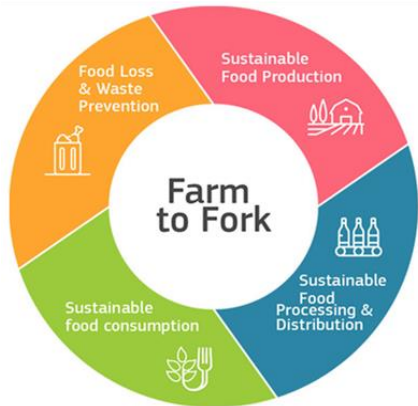 Food Loss
& Waste
Prevention
Sustainable
Food Production
Farm
to Fork
Sustainable
Food
Processing &
Distribution
Sustainable
food consumption